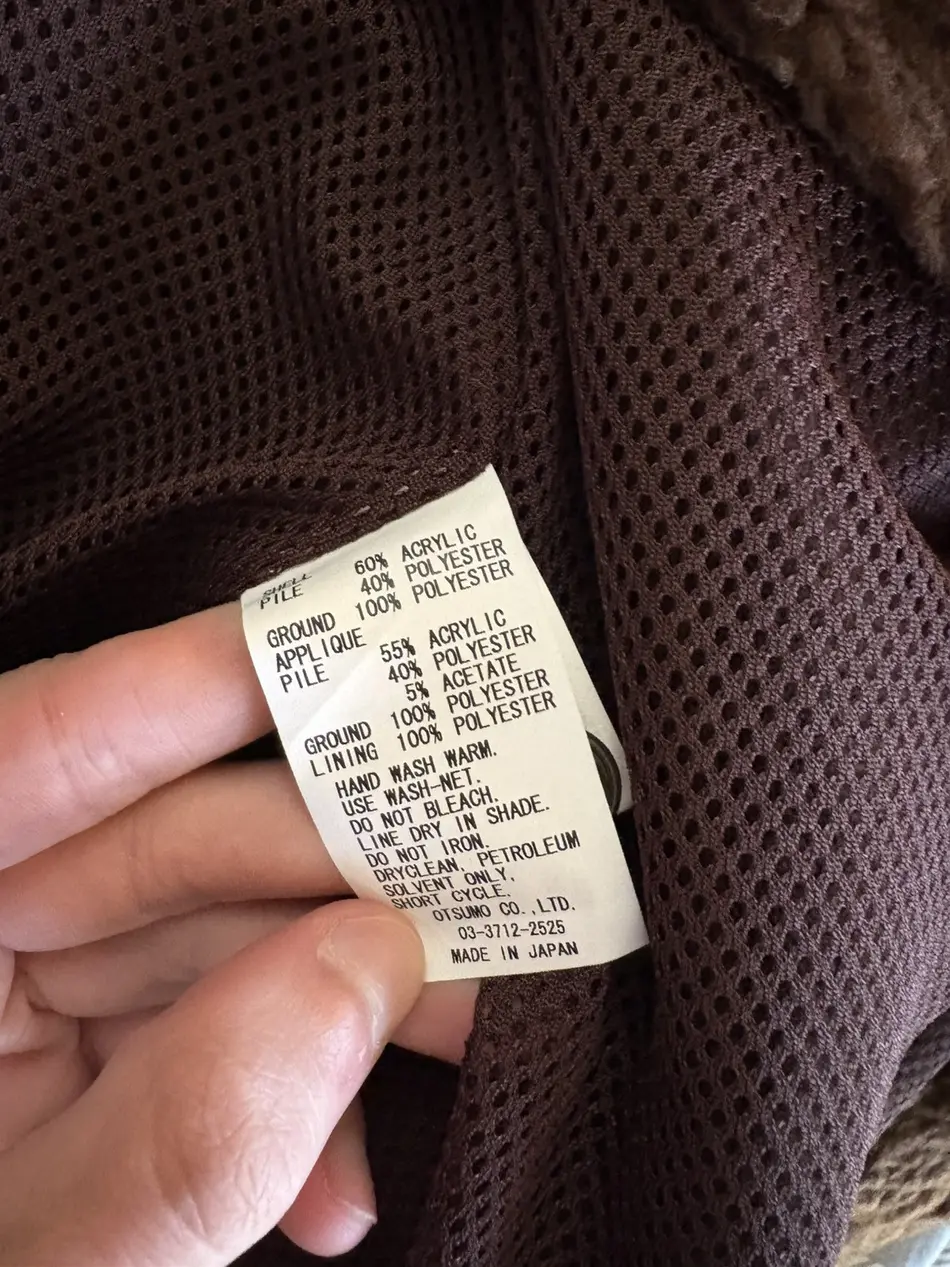 SHELL
PILE 60% ACRYLIC
40% POLYESTER
GROUND 100% POLYESTER
APPLIQUE
PILE 55% ACRYLIC
40% POLYESTER
5% ACETATE
GROUND 100% POLYESTER
LINING 100% POLYESTER
HAND WASH WARM.
USE WASH-NET.
DO NOT BLEACH.
LINE DRY IN SHADE.
DO NOT IRON.
DRYCLEAN, PETROLEUM
SOLVENT ONLY,
SHORT CYCLE.
OTSUMO CO.,LTD.
03-3712-2525
MADE IN JAPAN